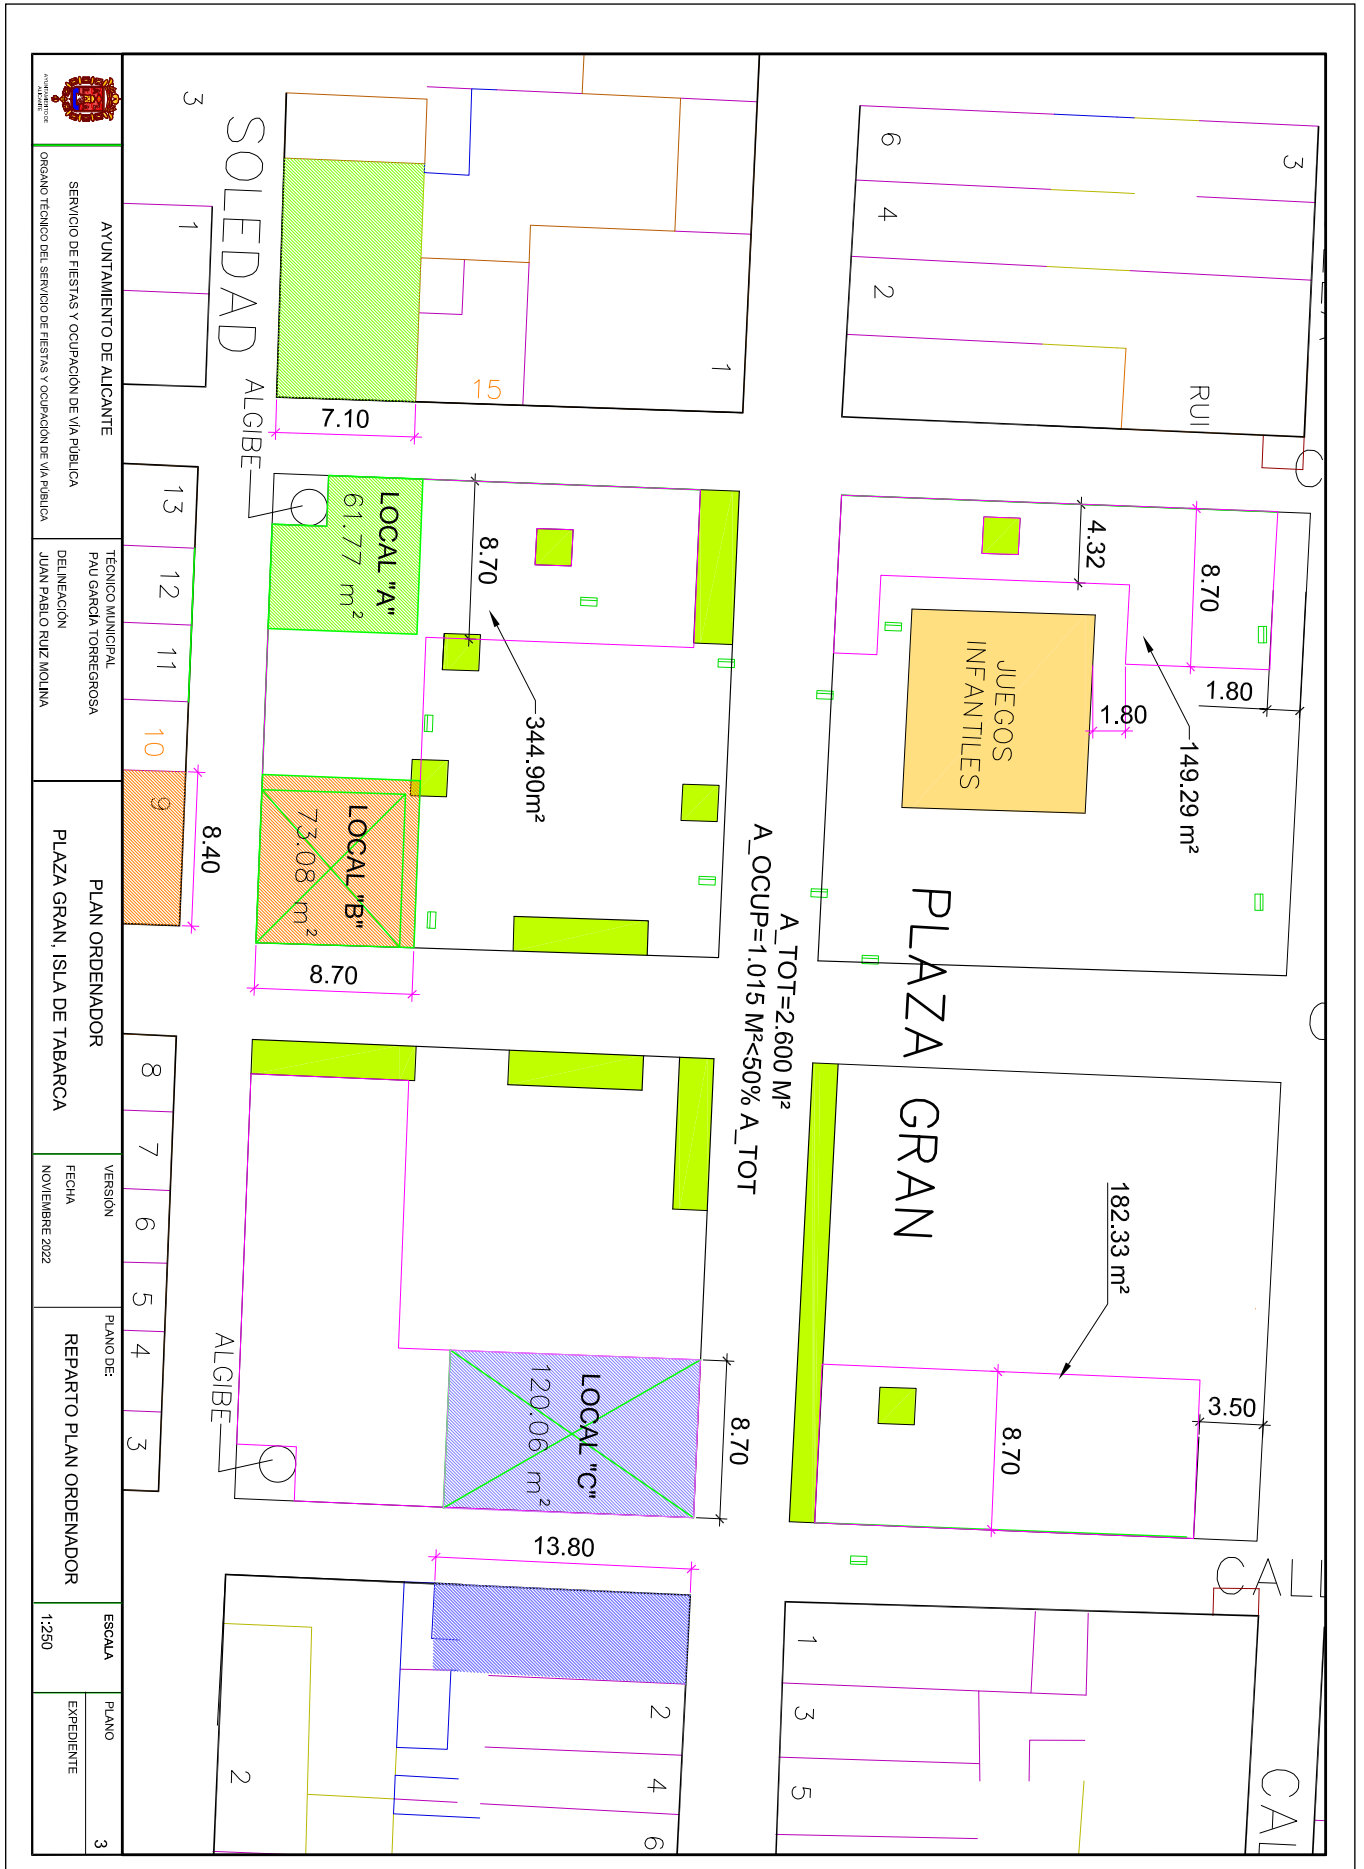 3
EL
RUI
C
6
4
2
1
15
SOLEDAD
3
1
ALGIBE
7.10
LOCAL "A"
61.77 m²
8.70
344.90m²
4.32
8.70
1.80
1.80
149.29 m²
JUEGOS
INFANTILES
13
12
11
10
9
8.40
LOCAL "B"
73.08 m²
8.70
PLAZA GRAN
A_TOT=2.600 M²
A_OCUP=1.015 M²<50% A_TOT
182.33 m²
3.50
8.70
8
7
6
5
4
3
ALGIBE
LOCAL "C"
120.06 m²
8.70
13.80
CALL
CAL
1
3
5
2
4
6
2
AYUNTAMIENTO DE
ALICANTE
AYUNTAMIENTO DE ALICANTE
SERVICIO DE FIESTAS Y OCUPACIÓN DE VÍA PÚBLICA
ORGANO TÉCNICO DEL SERVICIO DE FIESTAS Y OCUPACIÓN DE VÍA PÚBLICA
TÉCNICO MUNICIPAL
PAU GARCÍA TORREGROSA
DELINEACIÓN
JUAN PABLO RUIZ MOLINA
PLAN ORDENADOR
PLAZA GRAN, ISLA DE TABARCA
VERSIÓN
FECHA
NOVIEMBRE 2022
PLANO DE:
REPARTO PLAN ORDENADOR
ESCALA
1:250
PLANO
3
EXPEDIENTE